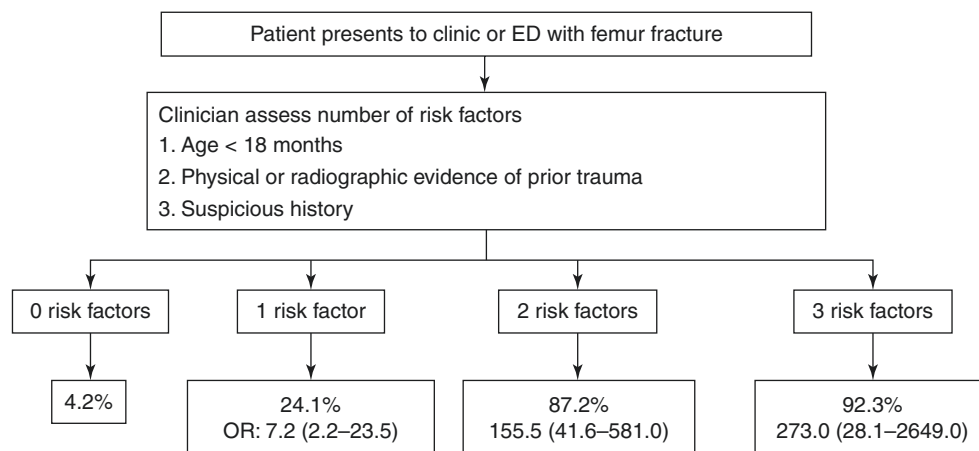 Patient presents to clinic or ED with femur fracture
Clinician assess number of risk factors
1. Age < 18 months
2. Physical or radiographic evidence of prior trauma
3. Suspicious history
0 risk factors
1 risk factor
2 risk factors
3 risk factors
4.2%
24.1%
OR: 7.2 (2.2–23.5)
87.2%
155.5 (41.6–581.0)
92.3%
273.0 (28.1–2649.0)